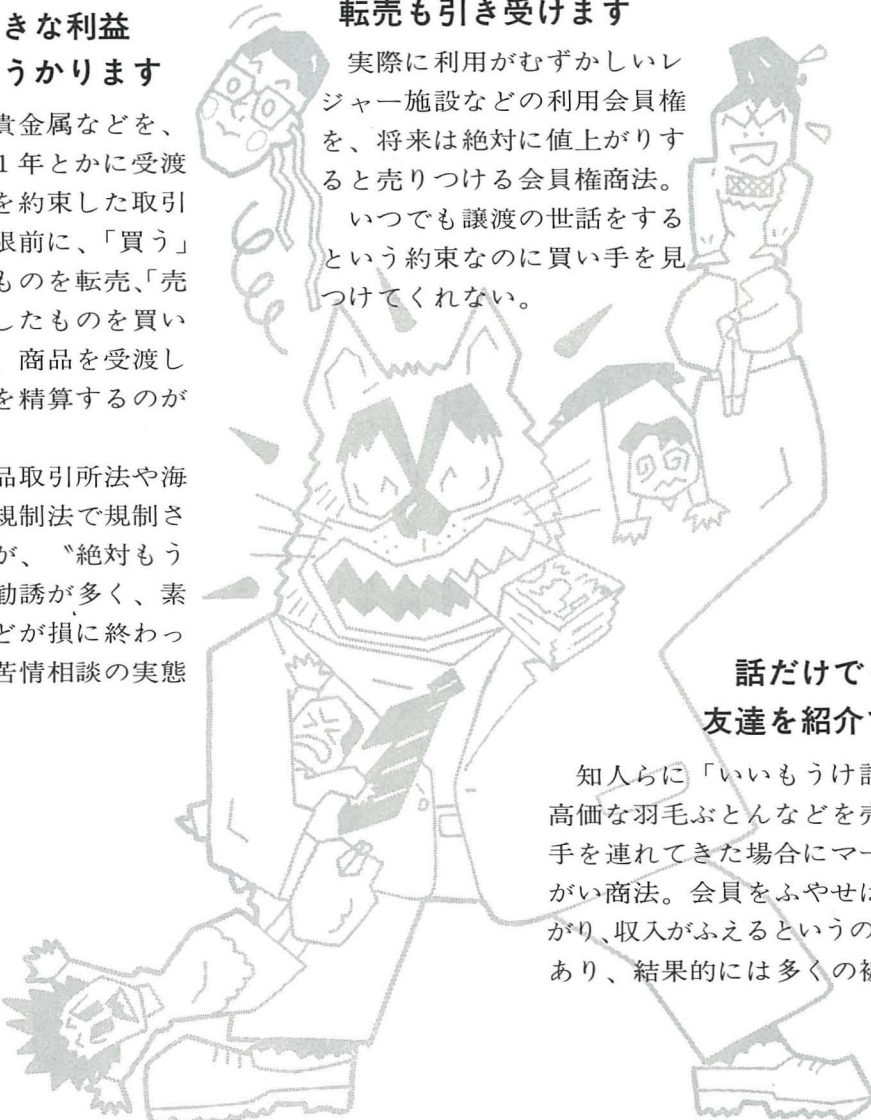 きな利益
うかります
貴金属などを、
1年とかに受渡
を約束した取引
限前に、「買う」
ものを転売、「売
したものを買い
商品を受渡し
を精算するのが
品取引所法や海
規制法で規制さ
が、〝絶対もう
勧誘が多く、素
どが損に終わっ
苦情相談の実態
転売も引き受けます
実際に利用がむずかしいレ
ジャー施設などの利用会員権
を、将来は絶対に値上がりす
ると売りつける会員権商法。
いつでも譲渡の世話をする
という約束なのに買い手を見
つけてくれない。
話だけで
友達を紹介
知人らに「いいもうけ話
高価な羽毛ぶとんなどを売
手を連れてきた場合にマー
がい商法。会員をふやせば
がり、収入がふえるというの
あり、結果的には多くの被